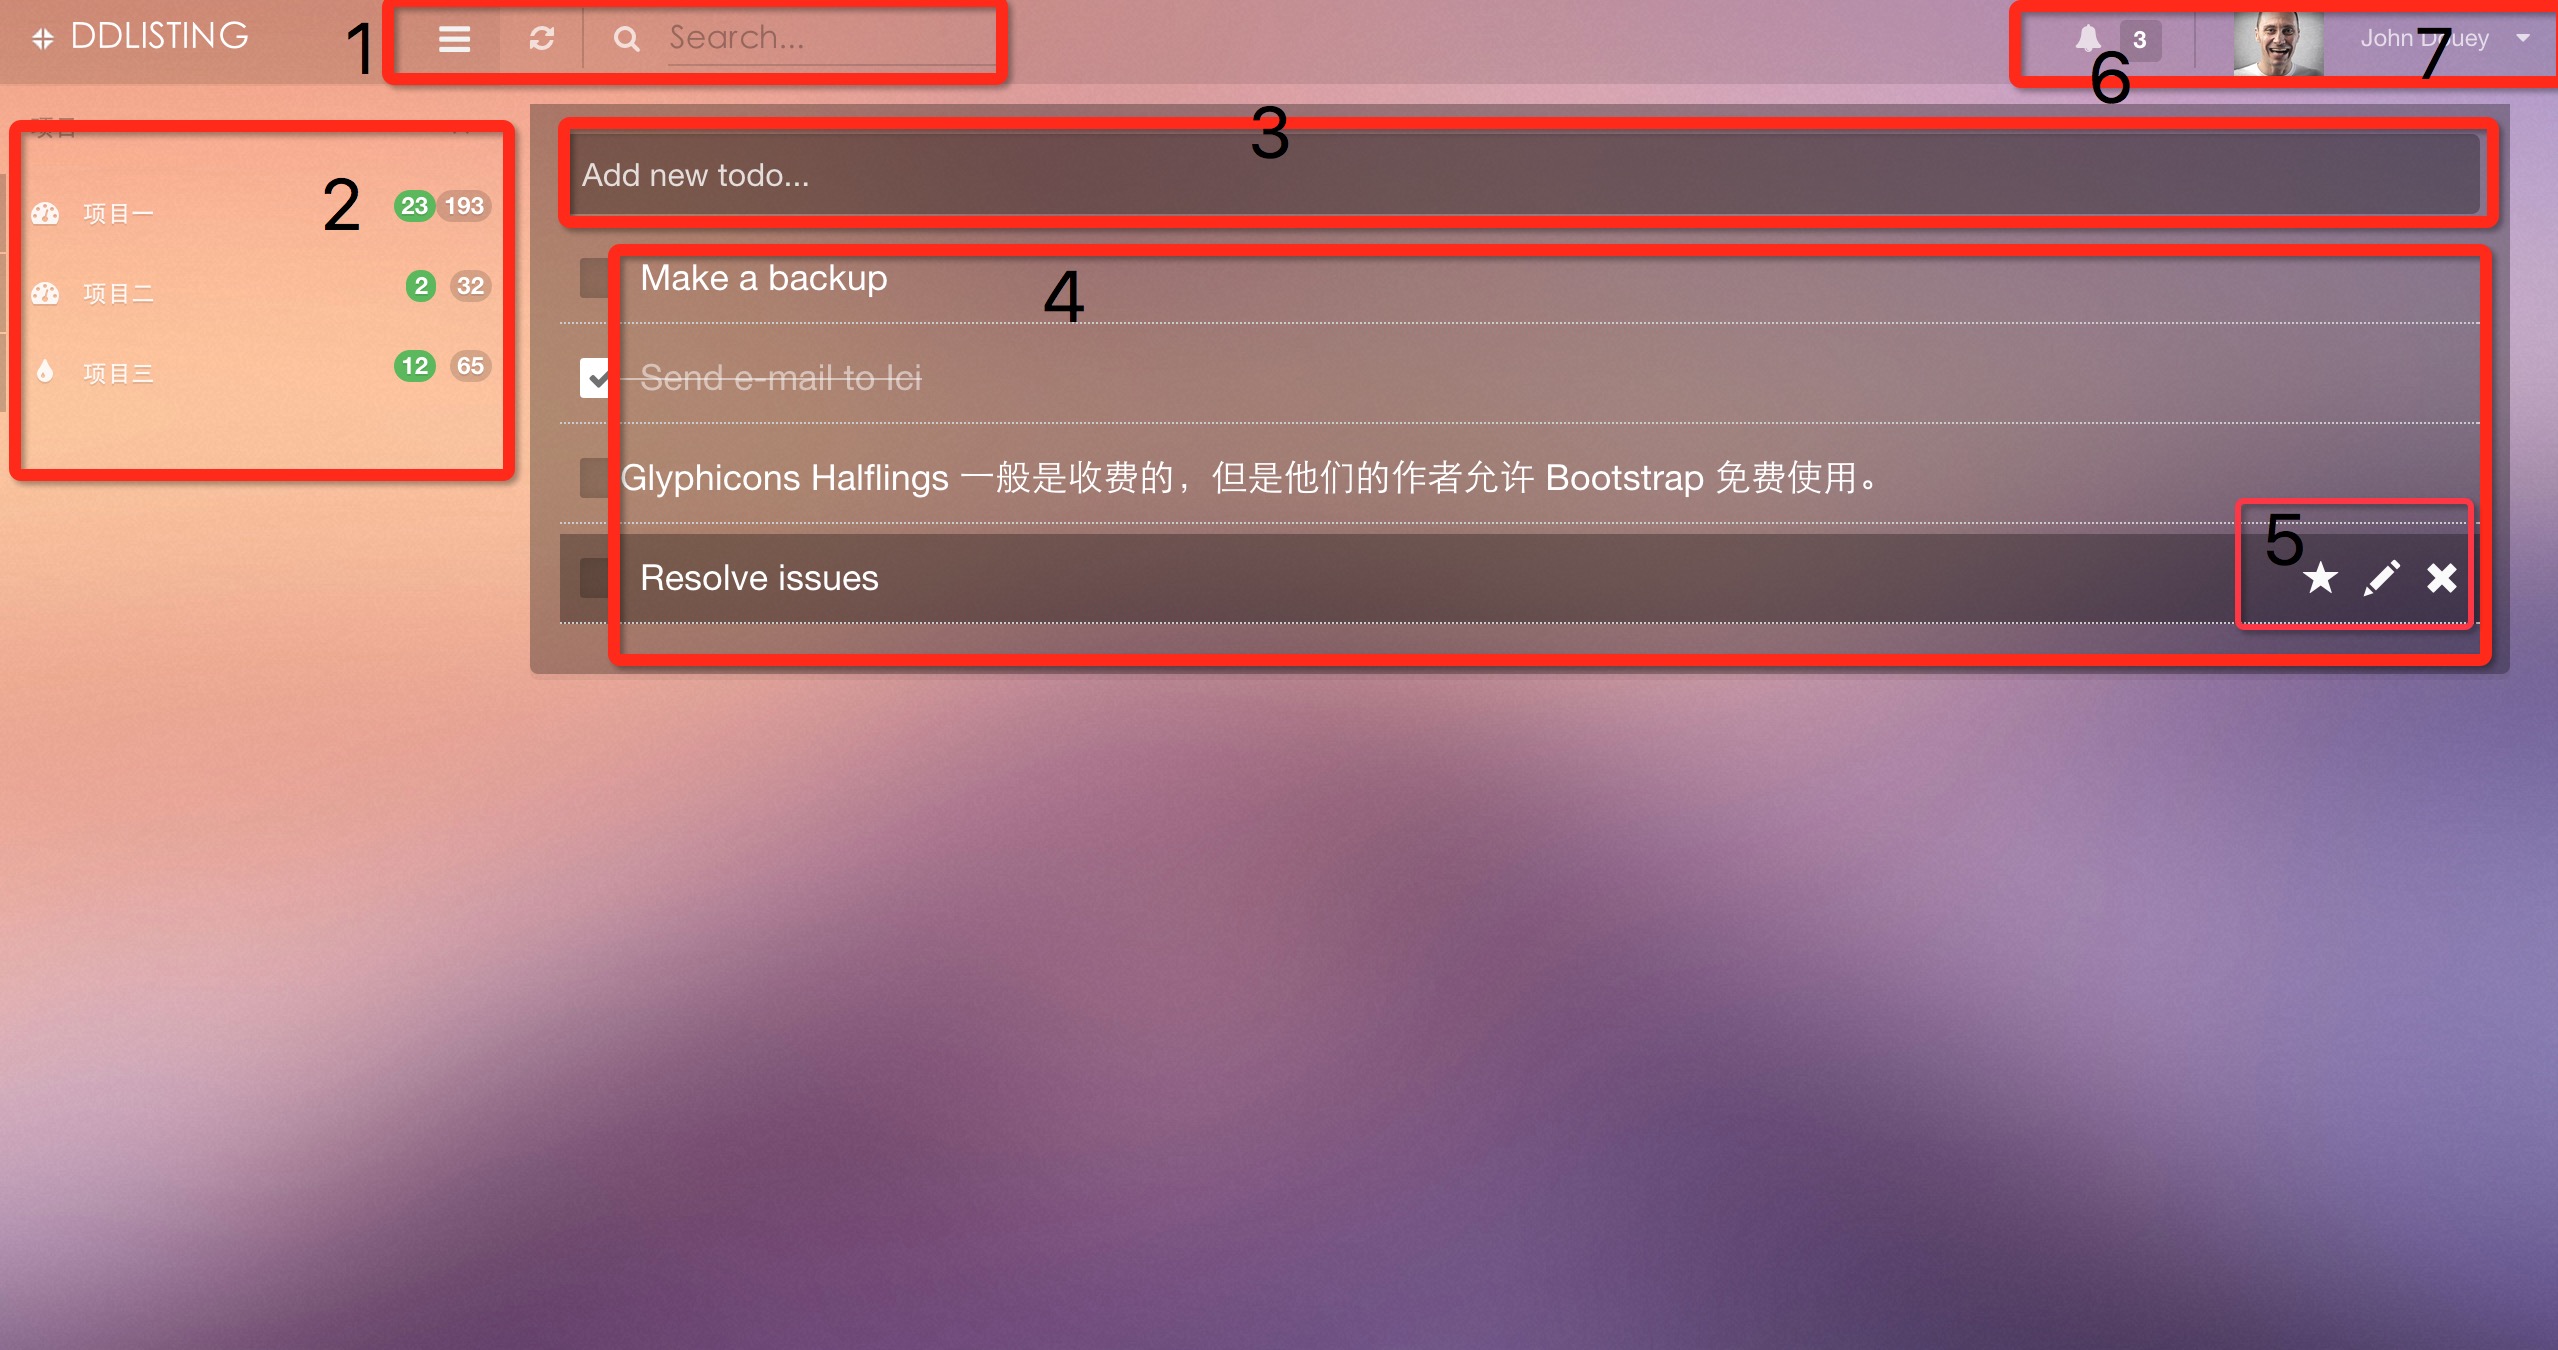 DDLISTING
1
Search...
3
6
John Douey
7
项目
2
项目一
23
193
项目二
2
32
项目三
12
65
3
Add new todo...
4
Make a backup
Send e-mail to Ici
Glyphicons Halflings 一般是收费的，但是他们的作者允许 Bootstrap 免费使用。
5
Resolve issues